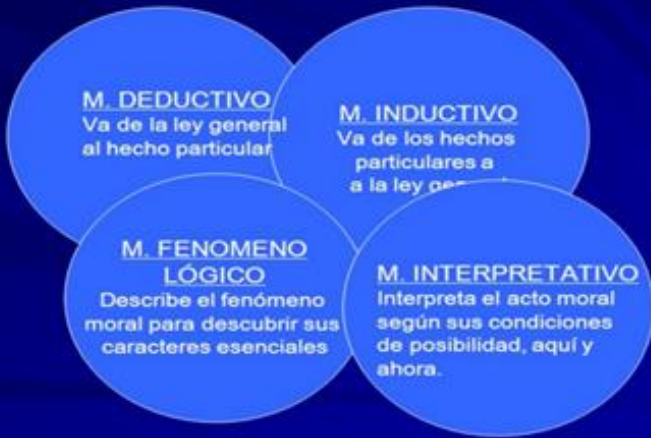 M. DEDUCTIVO
Va de la ley general
al hecho particular
M. INDUCTIVO
Va de los hechos
particulares a
a la ley
M. FENOMENO
LÓGICO
Describe el fenómeno
moral para descubrir sus
caracteres esenciales
M. INTERPRETATIVO
Interpreta el acto moral
según sus condiciones
de posibilidad, aquí y
ahora.